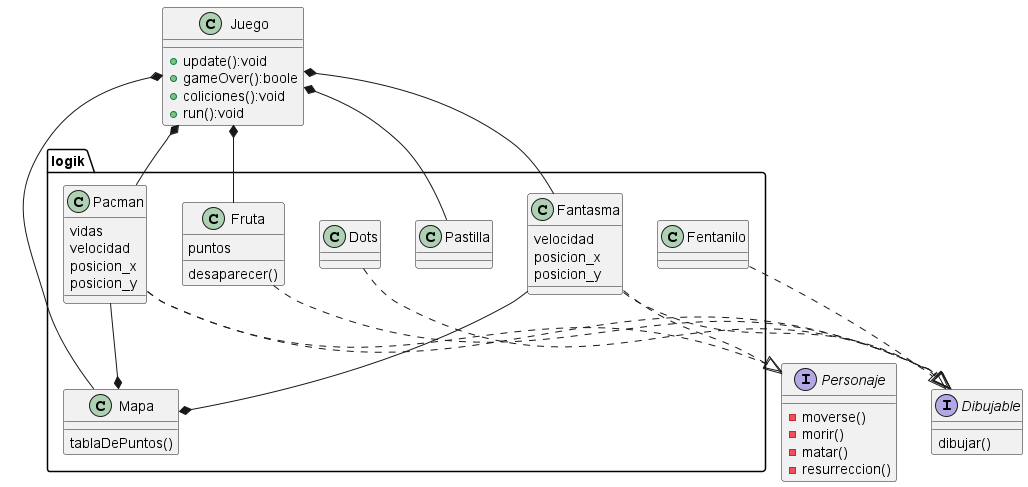 C Juego
update():void
gameOver():boole
coliciones():void
run():void
logik
C Pacman
vidas
velocidad
posicion_x
posicion_y
C Fruta
puntos
desaparecer()
C Dots
C Pastilla
C Fantasma
velocidad
posicion_x
posicion_y
C Fentanilo
C Mapa
tablaDePuntos()
I Personaje
moverse()
morir()
matar()
resurreccion()
I Dibujable
dibujar()